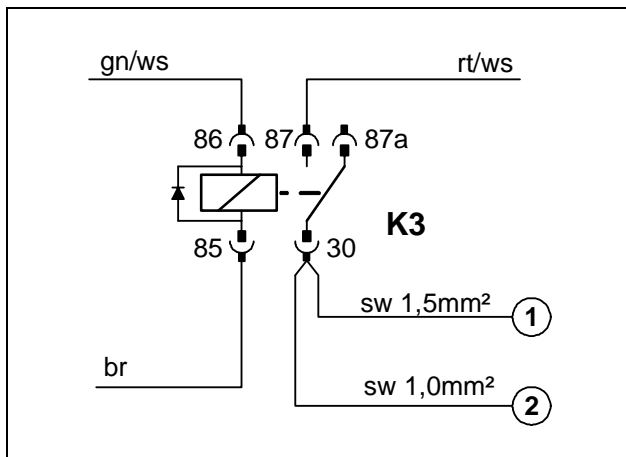 gn/ws rt/ws
86 87 87a
K3
85 30
sw 1,5mm² 1
br
sw 1,0mm² 2